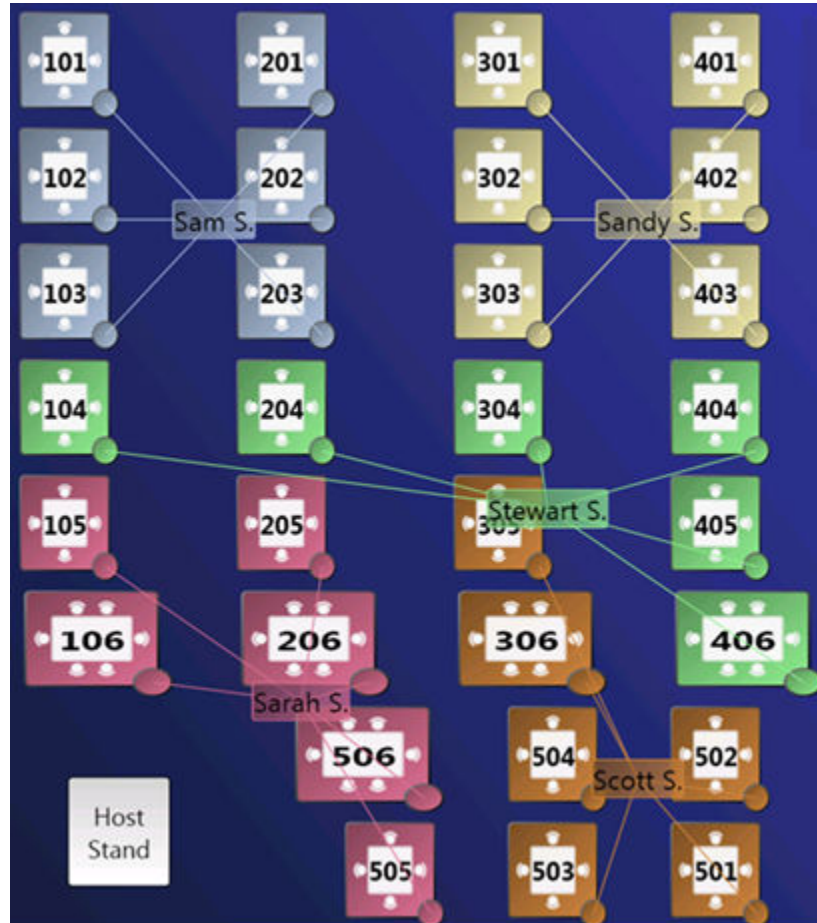 101 201 301 401
102 202 302 402
Sam S. Sandy S.
103 203 303 403
104 204 304 404
Stewart S.
105 205 305 405
106 206 306 406
Sarah S.
506 504 502
Scott S.
Host
Stand
505 503 501